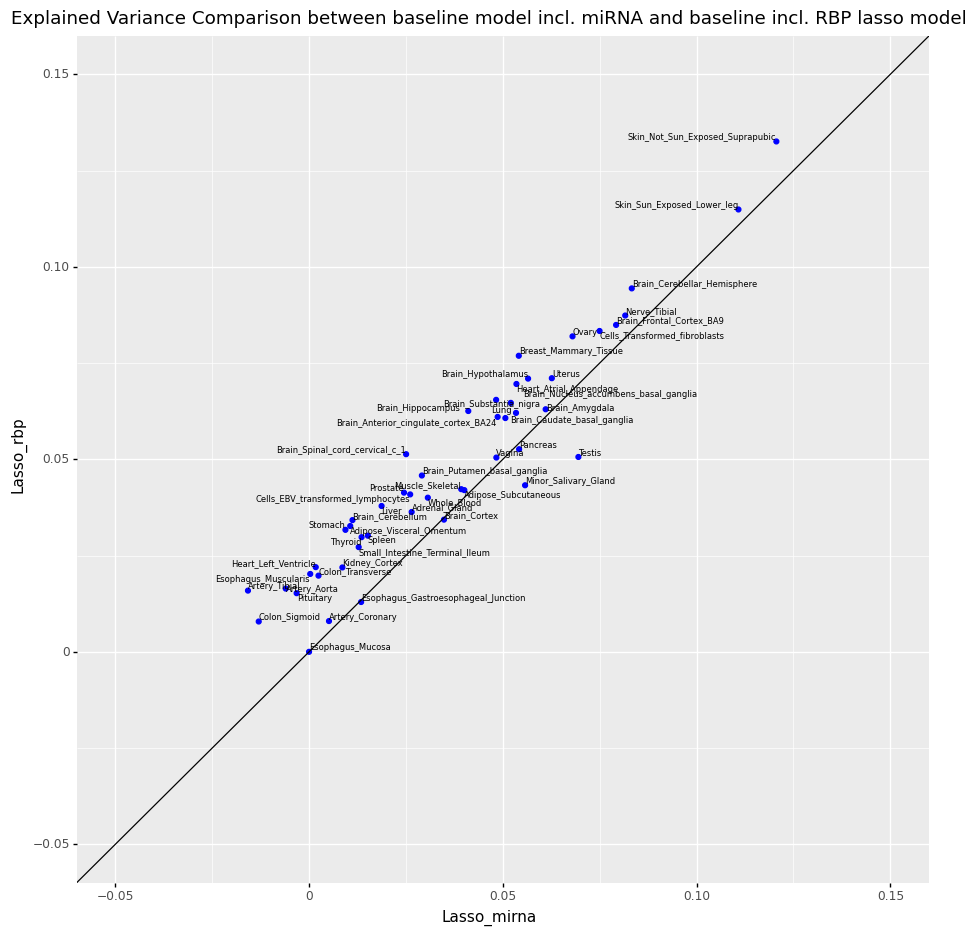 Explained Variance Comparison between baseline model incl. miRNA and baseline incl. RBP lasso model
0.15
Skin_Not_Sun_Exposed_Suprapubic
Skin_Sun_Exposed_Lower_leg
0.10
Brain_Cerebellar_Hemisphere
Nerve_Tibial
Brain_Frontal_Cortex_BA9
Ovary
Cells_Transformed_fibroblasts
Breast_Mammary_Tissue
Brain_Hypothalamus
Uterus
Heart_Atrial_Appendage
Brain_Nucleus_accumbens_basal_ganglia
Brain_Substantia_nigra
Brain_Hippocampus
Lung
Brain_Amygdala
Brain_Anterior_cingulate_cortex_BA24
Brain_Caudate_basal_ganglia
Pancreas
Brain_Spinal_cord_cervical_c_1
Vagina
Testis
0.05
Brain_Putamen_basal_ganglia
Minor_Salivary_Gland
Prostate
Muscle_Skeletal
Adipose_Subcutaneous
Cells_EBV_transformed_lymphocytes
Whole_Blood
Liver
Adrenal_Gland
Brain_Cerebellum
Brain_Cortex
Stomach
Adipose_Visceral_Omentum
Thyroid
Spleen
Small_Intestine_Terminal_Ileum
Heart_Left_Ventricle
Kidney_Cortex
Colon_Transverse
Esophagus_Muscularis
Artery_Tibial
Artery_Aorta
Pituitary
Esophagus_Gastroesophageal_Junction
Colon_Sigmoid
Artery_Coronary
Esophagus_Mucosa
0
−0.05
Lasso_rbp
−0.05
0
0.05
0.10
0.15
Lasso_mirna